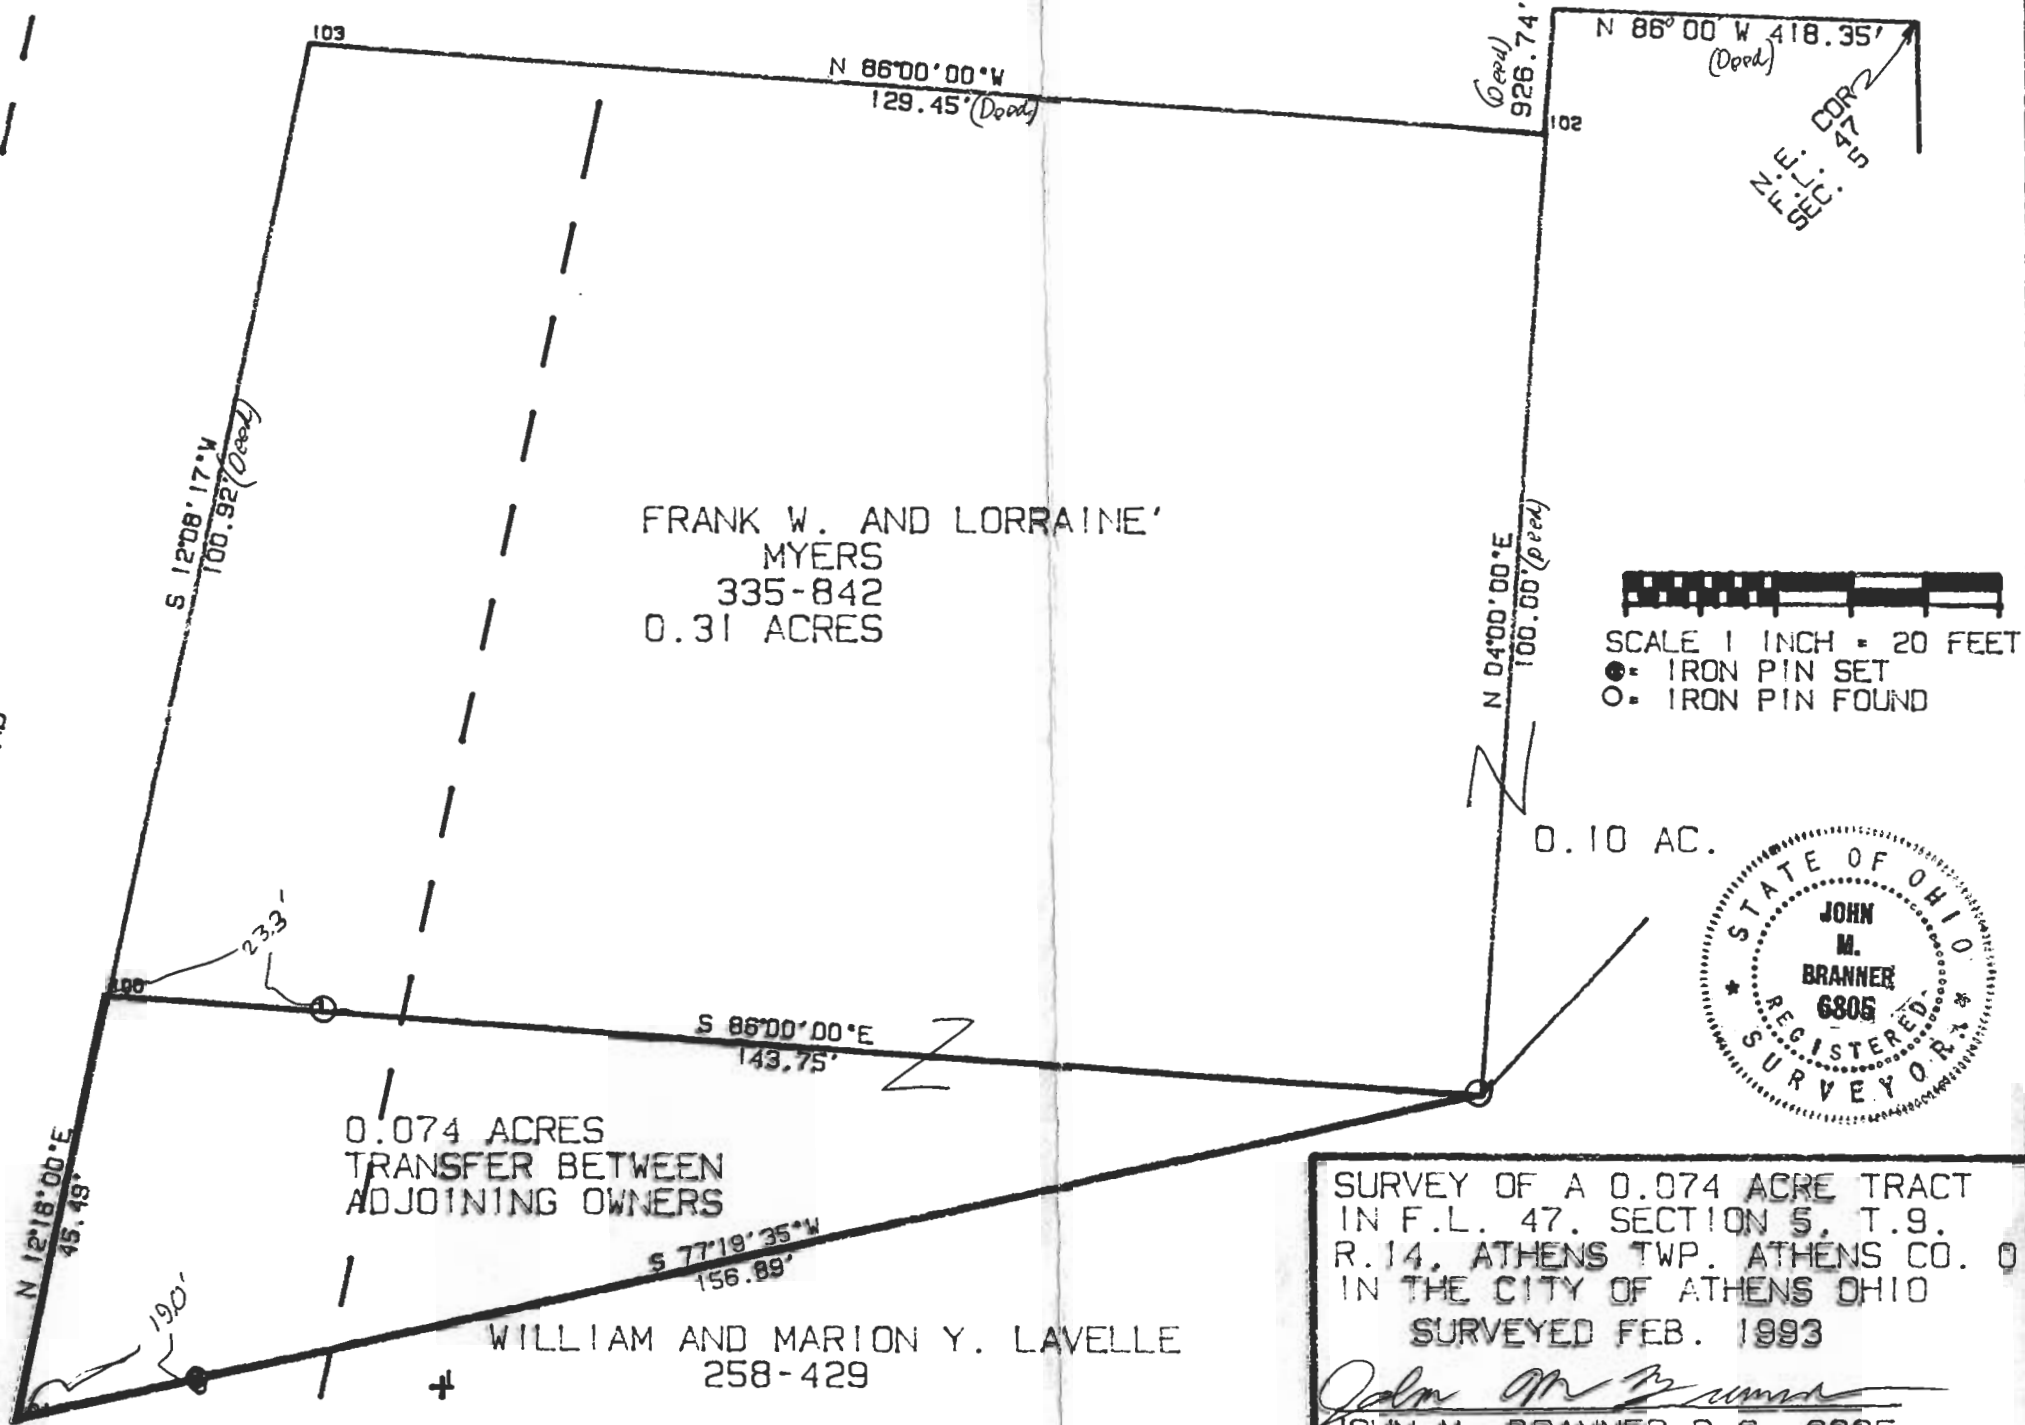 103
N 86°00'00"W
129.45' (Deed)
(Deed)
926.74'
N 86° 00 W 418.35'
(Deed)
102
N.E. COR
F.L. 47
SEC. 5
S 12°08'17"W
100.92' (Deed)
FRANK W. AND LORRAINE'
MYERS
335-842
0.31 ACRES
N 04°00'00"E
100.00' (Deed)
SCALE 1 INCH = 20 FEET
= IRON PIN SET
= IRON PIN FOUND
0.10 AC.
STATE OF OHIO
JOHN
M.
BRANNER
6805
REGISTERED
SURVEYOR
23.3'
100
S 86°00'00"E
143.75'
0.074 ACRES
TRANSFER BETWEEN
ADJOINING OWNERS
N 12°18'00"E
45.49'
S 77°19'35"W
156.89'
19.0'
WILLIAM AND MARION Y. LAVELLE
258-429
SURVEY OF A 0.074 ACRE TRACT
IN F.L. 47. SECTION 5, T.9.
R.14, ATHENS TWP. ATHENS CO. O
IN THE CITY OF ATHENS OHIO
SURVEYED FEB. 1993
John M Branner
JOHN M. BRANNER